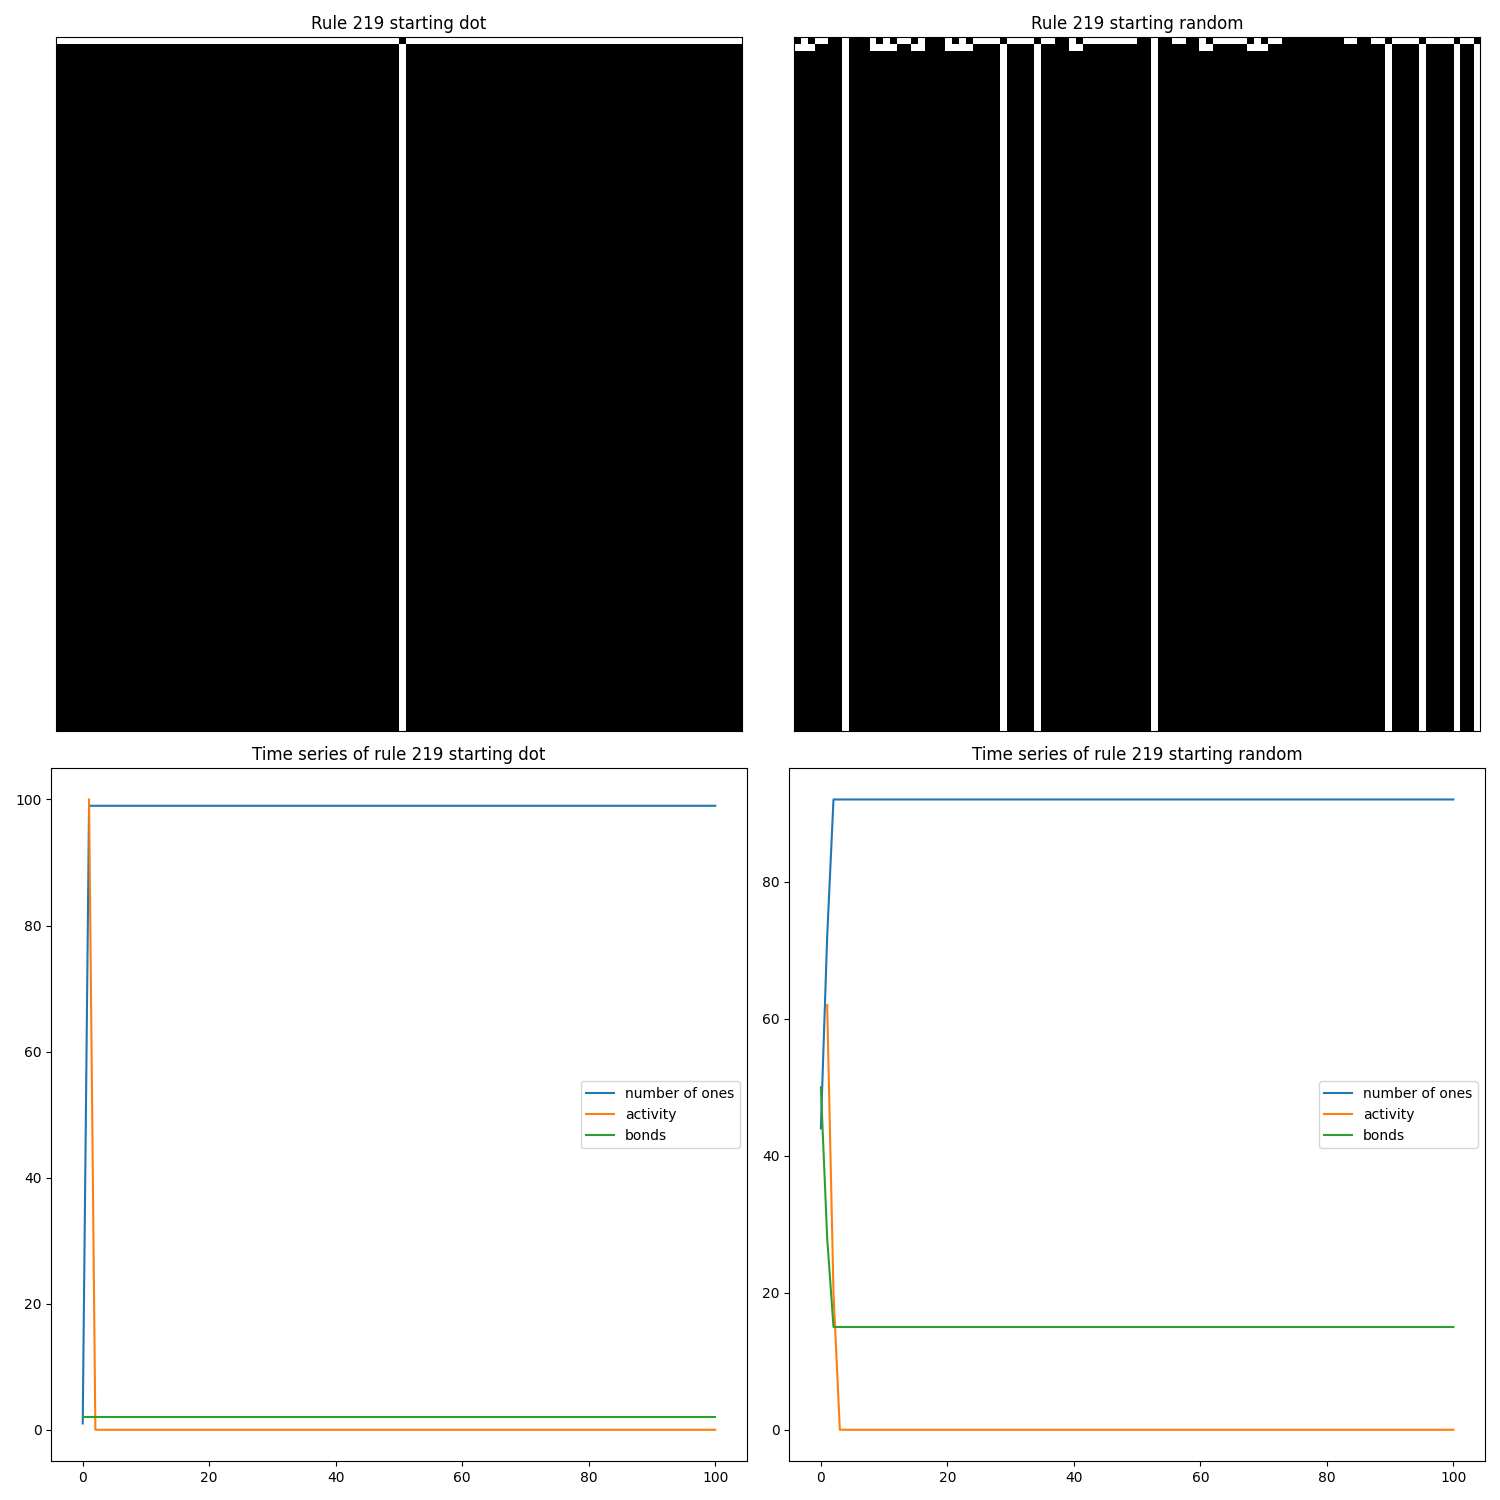 Rule 219 starting dot
Rule 219 starting random
Time series of rule 219 starting dot
100
80
60
40
20
0
number of ones
activity
bonds
0 20 40 60 80 100
Time series of rule 219 starting random
80
60
40
20
0
number of ones
activity
bonds
0 20 40 60 80 100